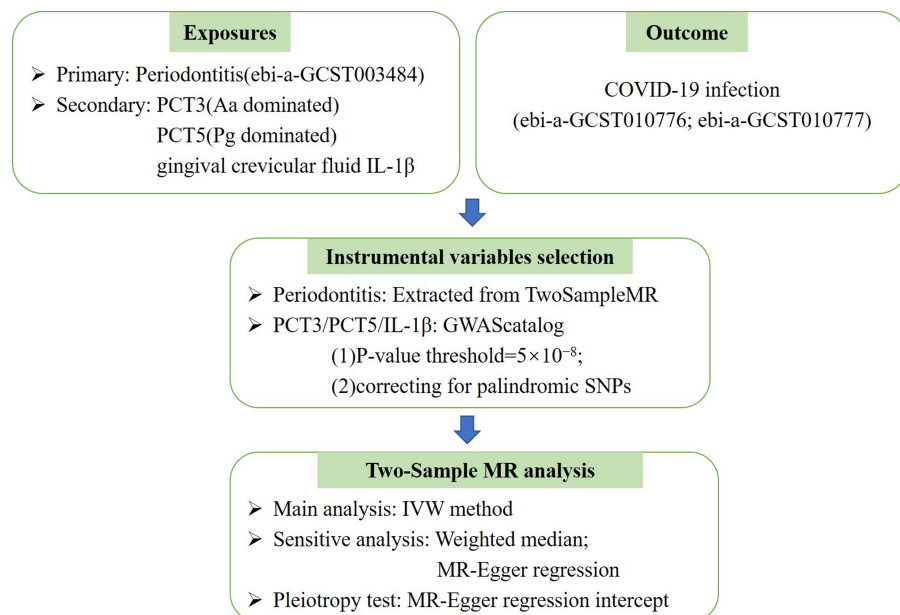 Exposures
➢ Primary: Periodontitis(ebi-a-GCST003484)
➢ Secondary: PCT3(Aa dominated)
PCT5(Pg dominated)
gingival crevicular fluid IL-1β
Outcome
COVID-19 infection
(ebi-a-GCST010776; ebi-a-GCST010777)
Instrumental variables selection
➢ Periodontitis: Extracted from TwoSampleMR
➢ PCT3/PCT5/IL-1β: GWAScatalog
(1)P-value threshold=5×10⁻⁸;
(2)correcting for palindromic SNPs
Two-Sample MR analysis
➢ Main analysis: IVW method
➢ Sensitive analysis: Weighted median;
MR-Egger regression
➢ Pleiotropy test: MR-Egger regression intercept